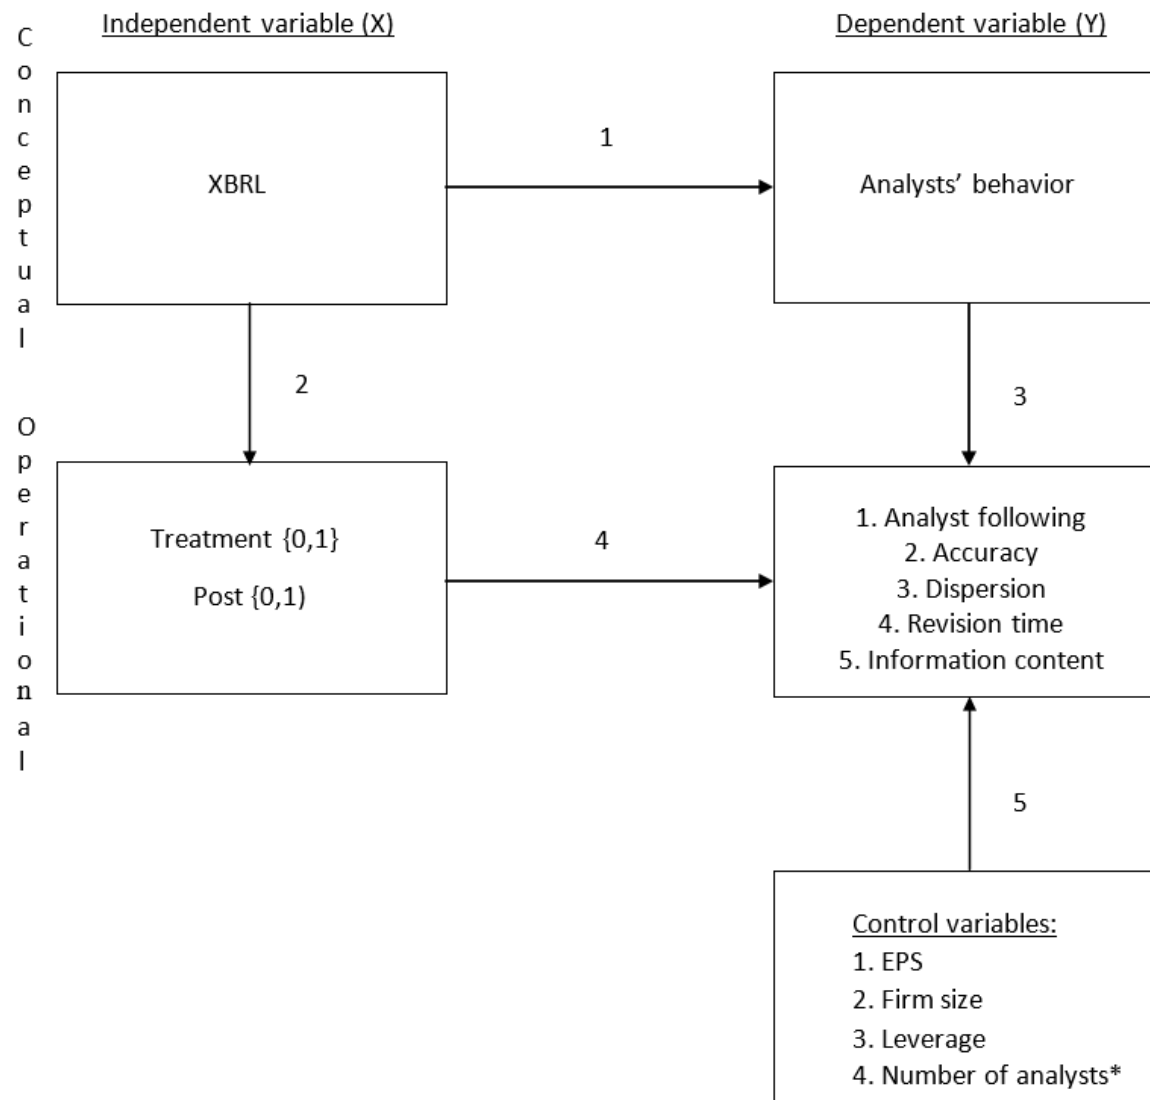 Independent variable (X)
Dependent variable (Y)
Conceptual
XBRL
1
Analysts’ behavior
2
3
Operational
Treatment {0,1}
Post {0,1)
4
1. Analyst following
2. Accuracy
3. Dispersion
4. Revision time
5. Information content
5
Control variables:
1. EPS
2. Firm size
3. Leverage
4. Number of analysts*